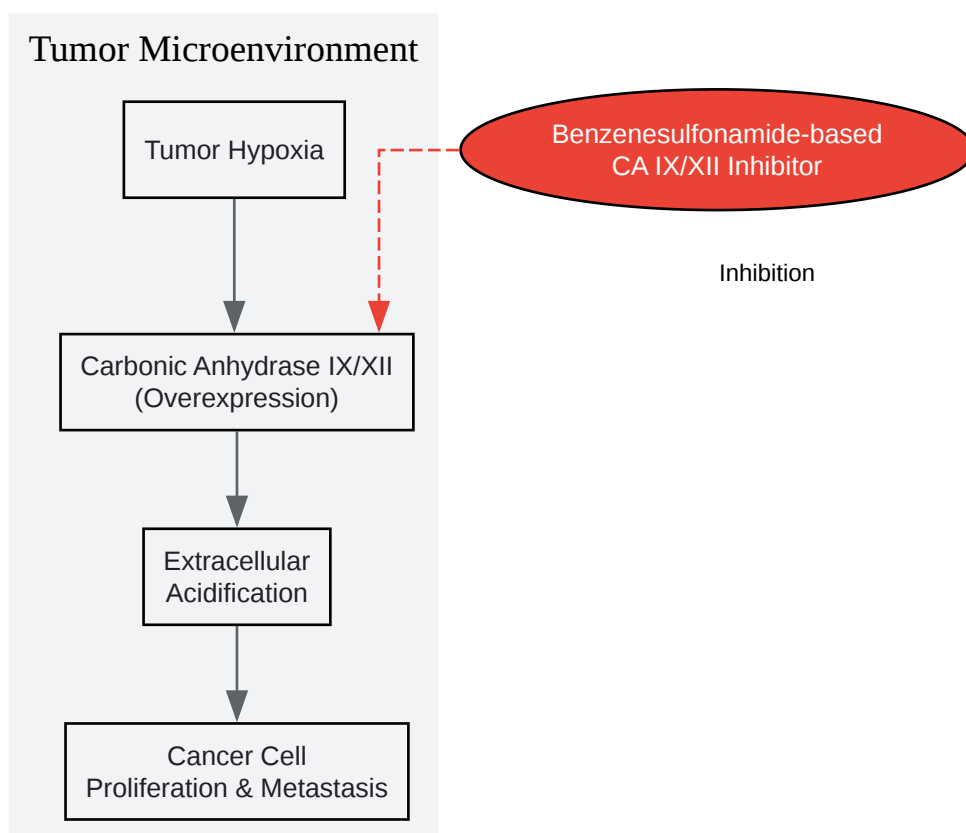 Tumor Microenvironment
Tumor Hypoxia
Benzenesulfonamide-based
CA IX/XII Inhibitor
Inhibition
Carbonic Anhydrase IX/XII
(Overexpression)
Extracellular
Acidification
Cancer Cell
Proliferation & Metastasis